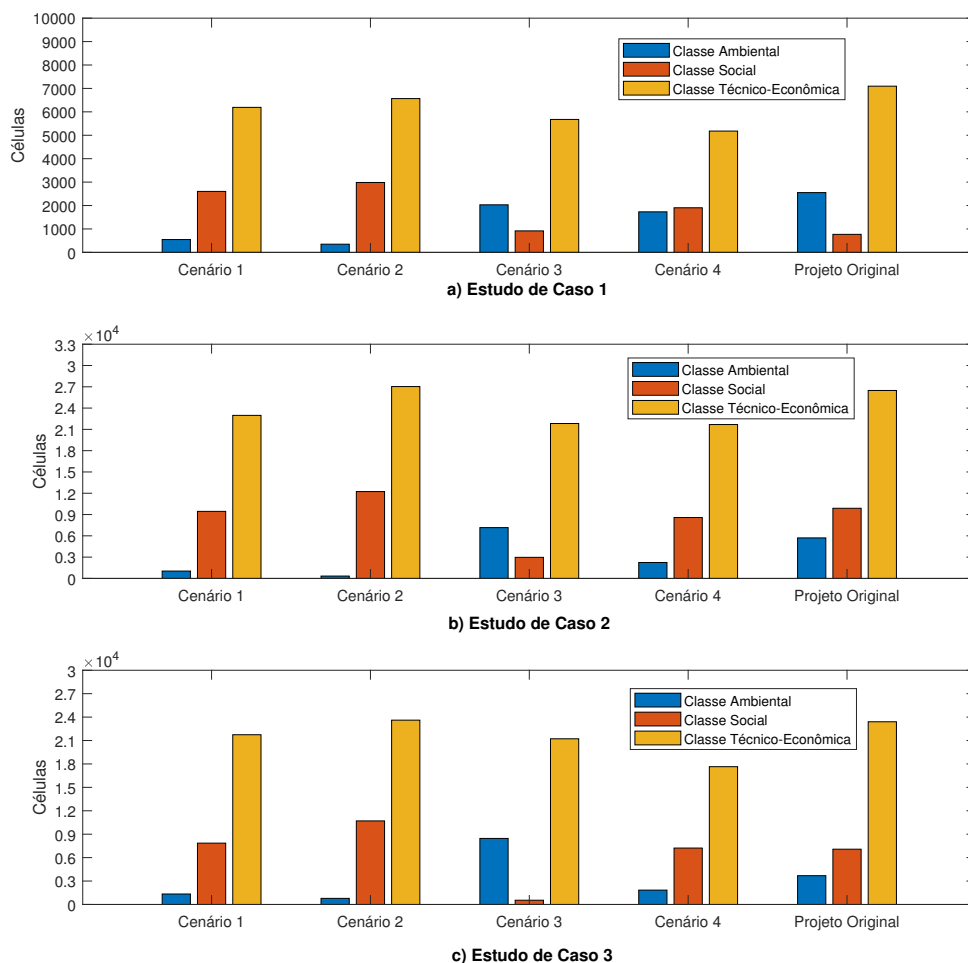 10000
9000
8000
7000
6000
5000
4000
3000
2000
1000
0
Células
Classe Ambiental
Classe Social
Classe Técnico-Econômica
Cenário 1 Cenário 2 Cenário 3 Cenário 4 Projeto Original
a) Estudo de Caso 1
×10^4
3.3
3
2.7
2.4
2.1
1.8
1.5
1.2
0.9
0.6
0.3
0
Células
Classe Ambiental
Classe Social
Classe Técnico-Econômica
Cenário 1 Cenário 2 Cenário 3 Cenário 4 Projeto Original
b) Estudo de Caso 2
×10^4
3
2.7
2.4
2.1
1.8
1.5
1.2
0.9
0.6
0.3
0
Células
Classe Ambiental
Classe Social
Classe Técnico-Econômica
Cenário 1 Cenário 2 Cenário 3 Cenário 4 Projeto Original
c) Estudo de Caso 3